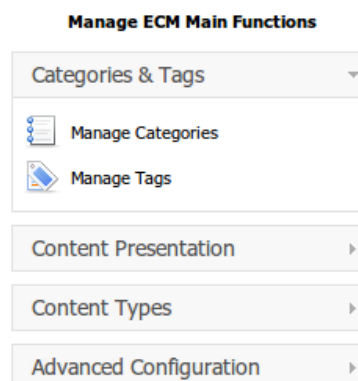 Manage ECM Main Functions
Categories & Tags
Manage Categories
Manage Tags
Content Presentation
Content Types
Advanced Configuration